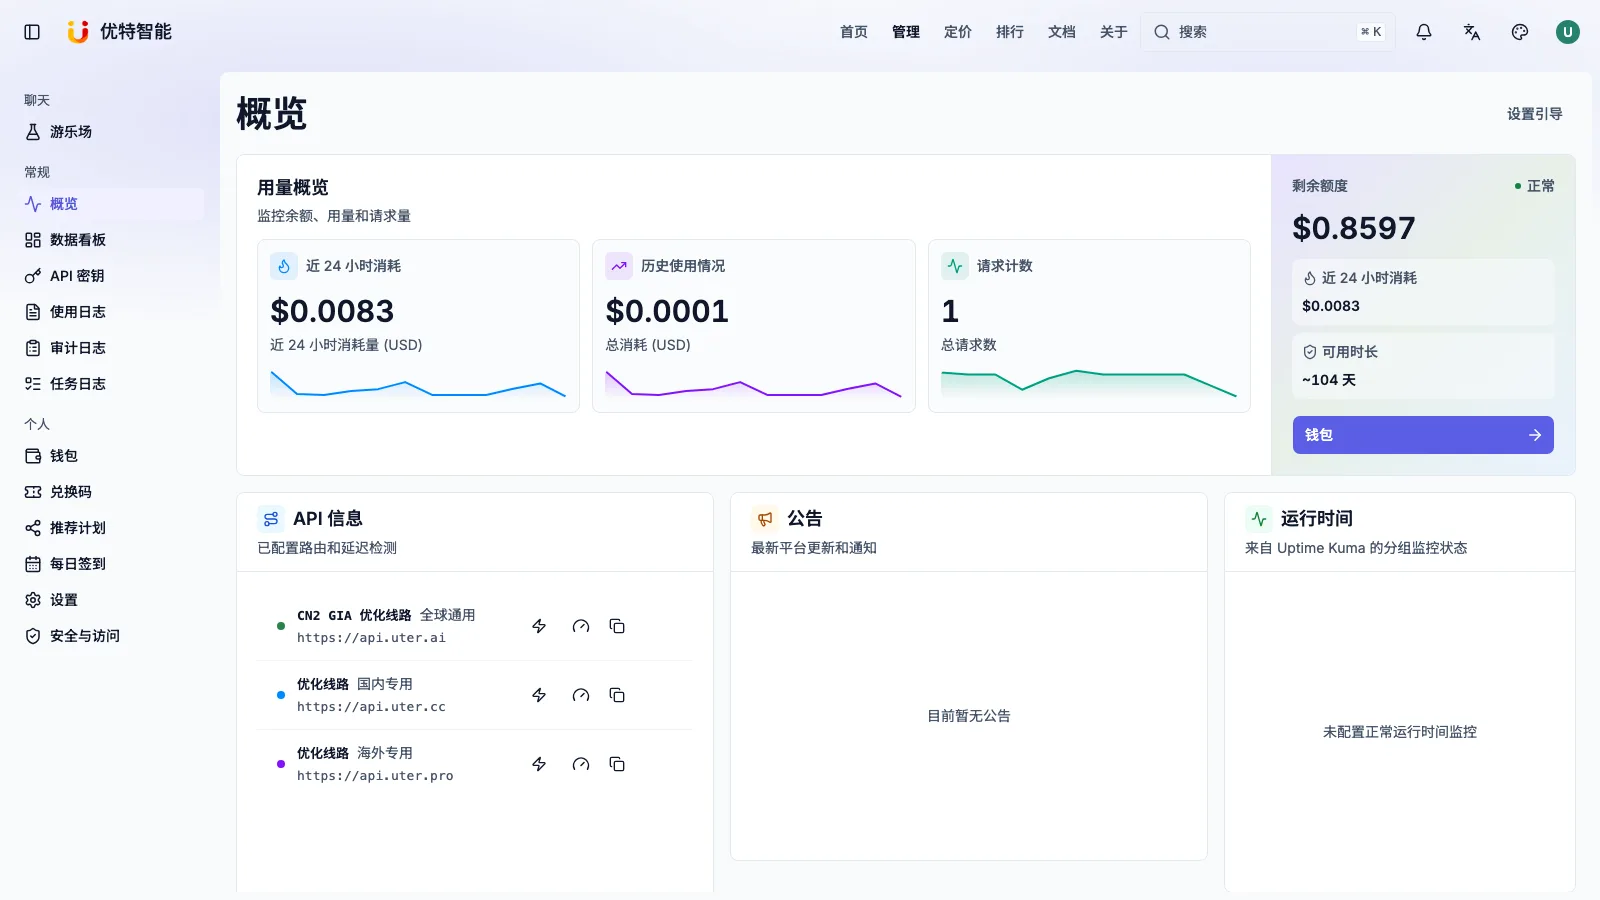 优特智能
首页 管理 定价 排行 文档 关于 搜索 ⌘ K U
聊天
游乐场
常规
概览
数据看板
API 密钥
使用日志
审计日志
任务日志
个人
钱包
兑换码
推荐计划
每日签到
设置
安全与访问
概览
设置引导
用量概览
监控余额、用量和请求量
近 24 小时消耗
$0.0083
近 24 小时消耗量 (USD)
历史使用情况
$0.0001
总消耗 (USD)
请求计数
1
总请求数
剩余额度
正常
$0.8597
近 24 小时消耗
$0.0083
可用时长
~104 天
钱包
API 信息
已配置路由和延迟检测
CN2 GIA 优化线路 全球通用
https://api.uter.ai
优化线路 国内专用
https://api.uter.cc
优化线路 海外专用
https://api.uter.pro
公告
最新平台更新和通知
目前暂无公告
运行时间
来自 Uptime Kuma 的分组监控状态
未配置正常运行时间监控